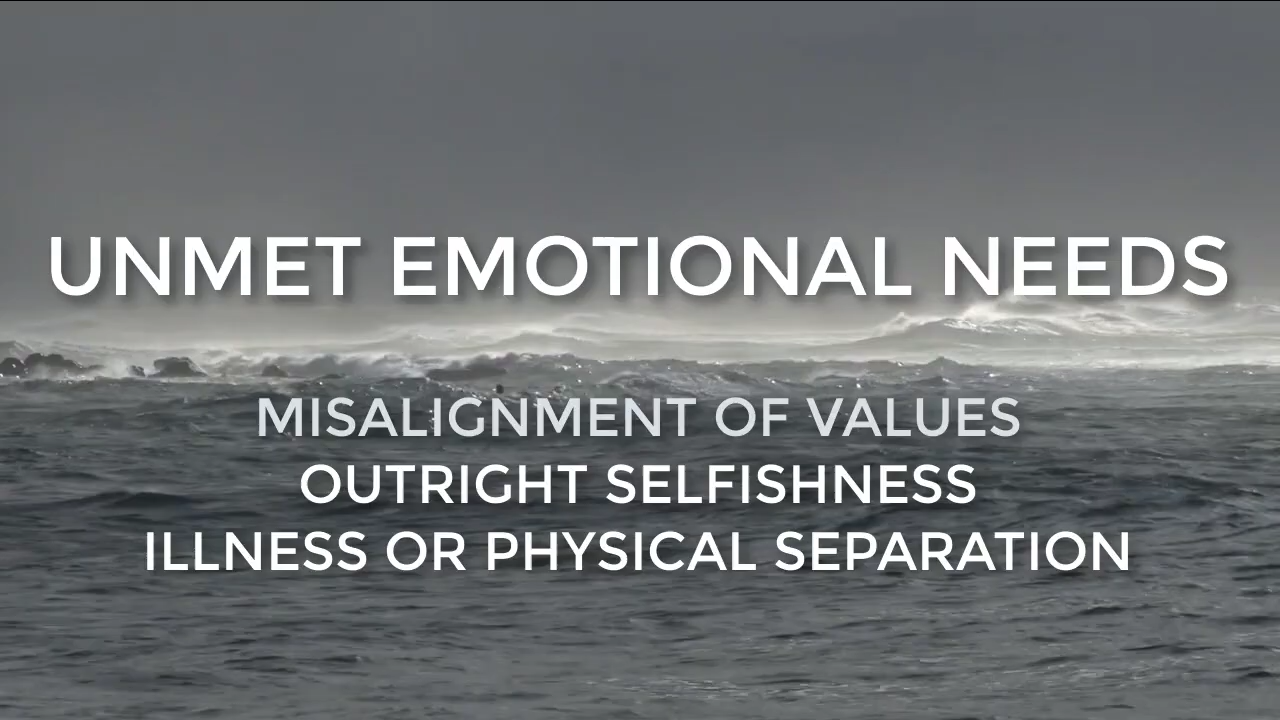 UNMET EMOTIONAL NEEDS
MISALIGNMENT OF VALUES
OUTRIGHT SELFISHNESS
ILLNESS OR PHYSICAL SEPARATION